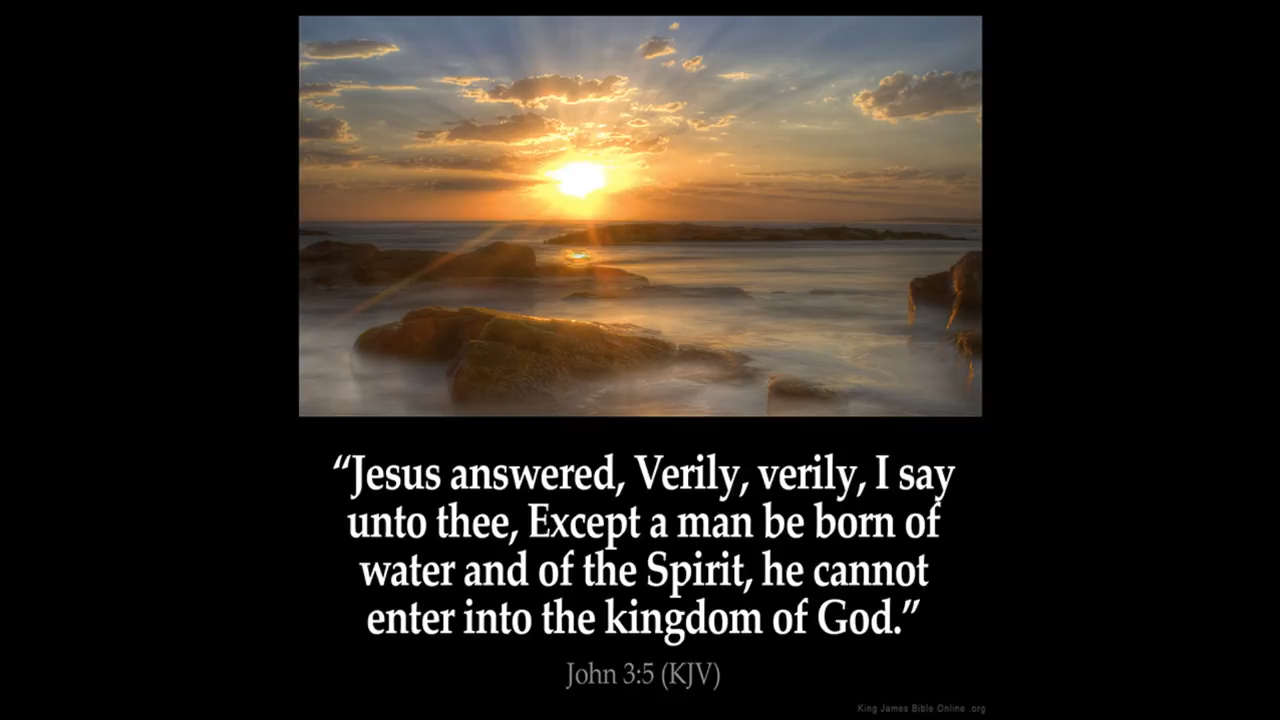 “Jesus answered, Verily, verily, I say
unto thee, Except a man be born of
water and of the Spirit, he cannot
enter into the kingdom of God.”
John 3:5 (KJV)
King James Bible Online .org